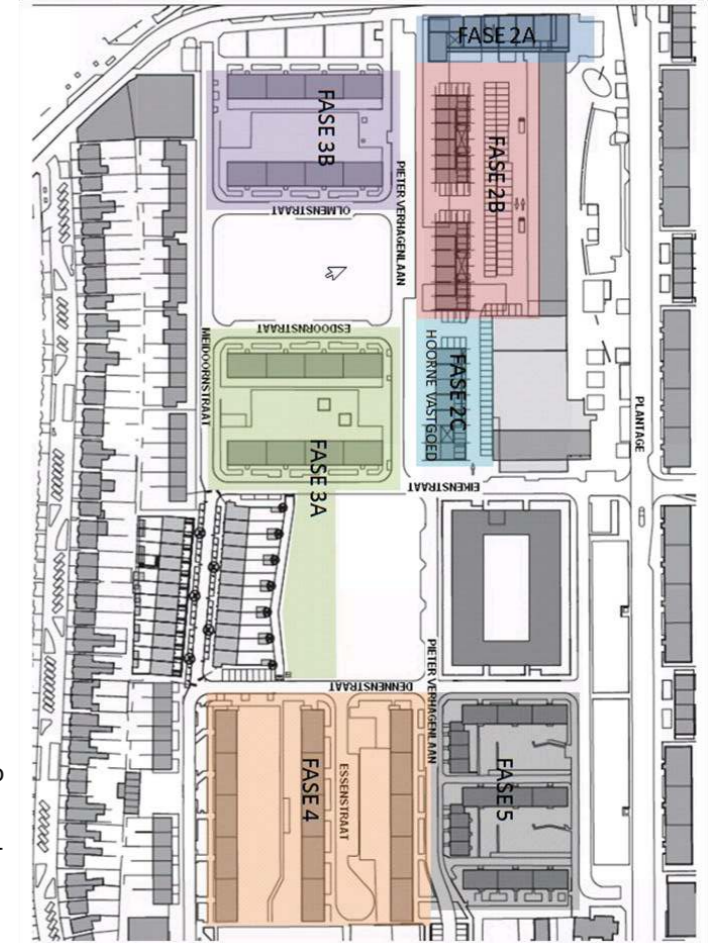 FASE 2A
FASE 3B
FASE 2B
PIETER VERHAGENLAAN
OLMENSTRAAT
ESDOORNSTRAAT
MEIDOORNSTRAAT
HOORNE VASTGOED
FASE 2C
PLANTAGE
FASE 3A
EIKENSTRAAT
PIETER VERHAGENLAAN
DENNENSTRAAT
FASE 4
ESSENSTRAAT
FASE 5